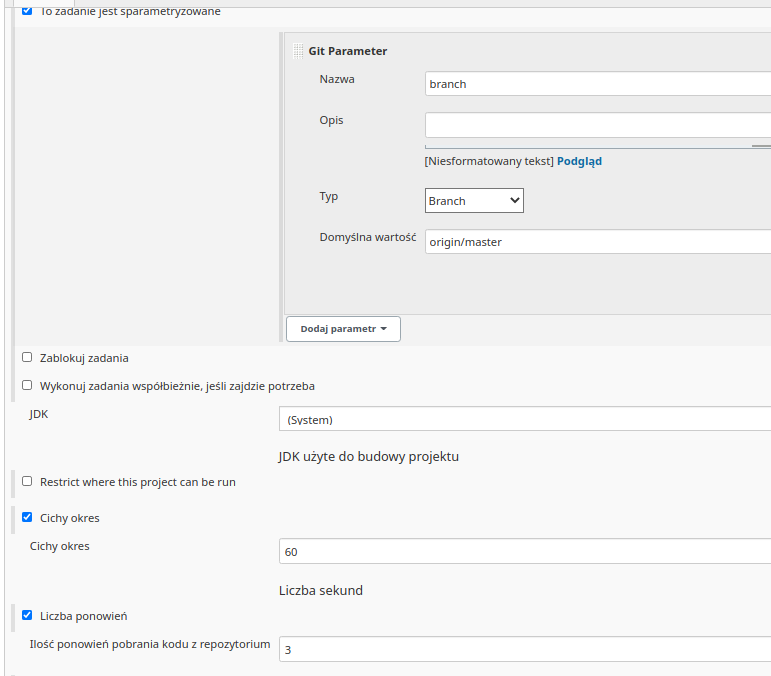 To zadanie jest sparametryzowane
Git Parameter
Nazwa
branch
Opis
[Niesformatowany tekst] Podgląd
Typ
Branch
Domyślna wartość
origin/master
Dodaj parametr
Zablokuj zadania
Wykonuj zadania współbieżnie, jeśli zajdzie potrzeba
JDK
(System)
JDK użyte do budowy projektu
Restrict where this project can be run
Cichy okres
Cichy okres
60
Liczba sekund
Liczba ponowień
Ilość ponowień pobrania kodu z repozytorium
3